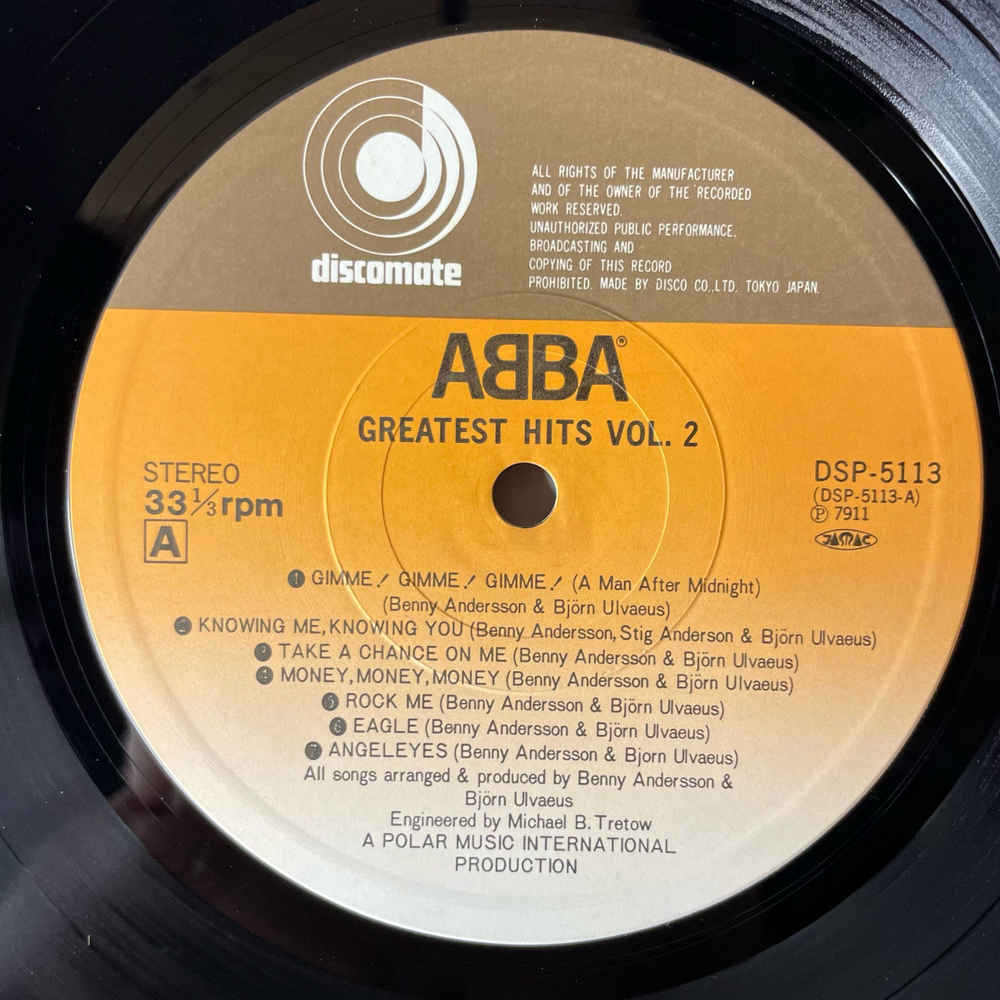 discomate
ALL RIGHTS OF THE MANUFACTURER
AND OF THE OWNER OF THE RECORDED
WORK RESERVED.
UNAUTHORIZED PUBLIC PERFORMANCE,
BROADCASTING AND
COPYING OF THIS RECORD
PROHIBITED. MADE BY DISCO CO.,LTD. TOKYO JAPAN.
ABBA®
GREATEST HITS VOL. 2
STEREO
33 1/3 rpm
A
DSP-5113
(DSP-5113-A)
Ⓟ 7911
JASRAC
❶ GIMME! GIMME! GIMME! (A Man After Midnight)
(Benny Andersson & Björn Ulvaeus)
❷ KNOWING ME, KNOWING YOU (Benny Andersson, Stig Anderson & Björn Ulvaeus)
❸ TAKE A CHANCE ON ME (Benny Andersson & Björn Ulvaeus)
❹ MONEY, MONEY, MONEY (Benny Andersson & Björn Ulvaeus)
❺ ROCK ME (Benny Andersson & Björn Ulvaeus)
❻ EAGLE (Benny Andersson & Björn Ulvaeus)
❼ ANGELEYES (Benny Andersson & Bjorn Ulvaeus)
All songs arranged & produced by Benny Andersson &
Björn Ulvaeus
Engineered by Michael B. Tretow
A POLAR MUSIC INTERNATIONAL
PRODUCTION